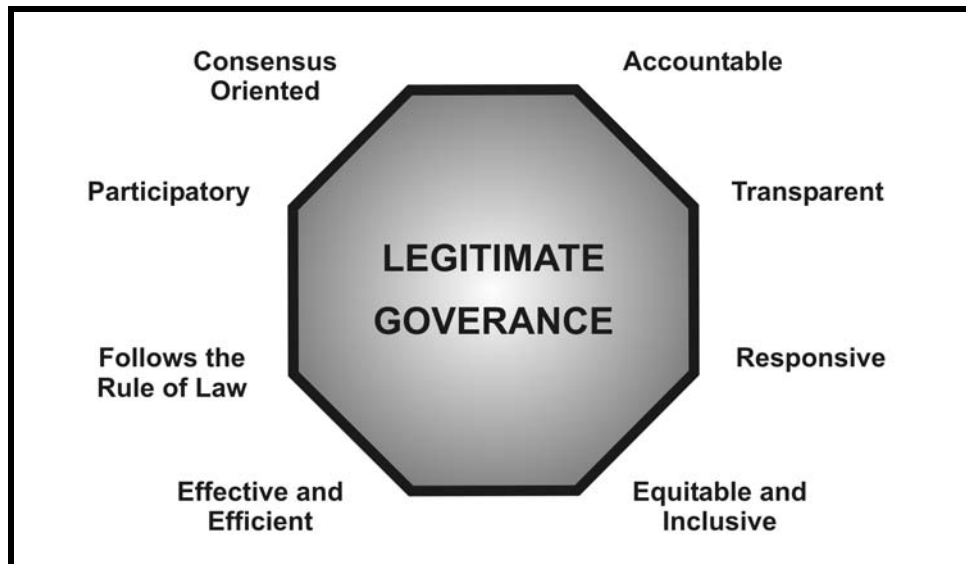 Consensus
Oriented
Accountable
Participatory
Transparent
LEGITIMATE
GOVERANCE
Follows the
Rule of Law
Responsive
Effective and
Efficient
Equitable and
Inclusive